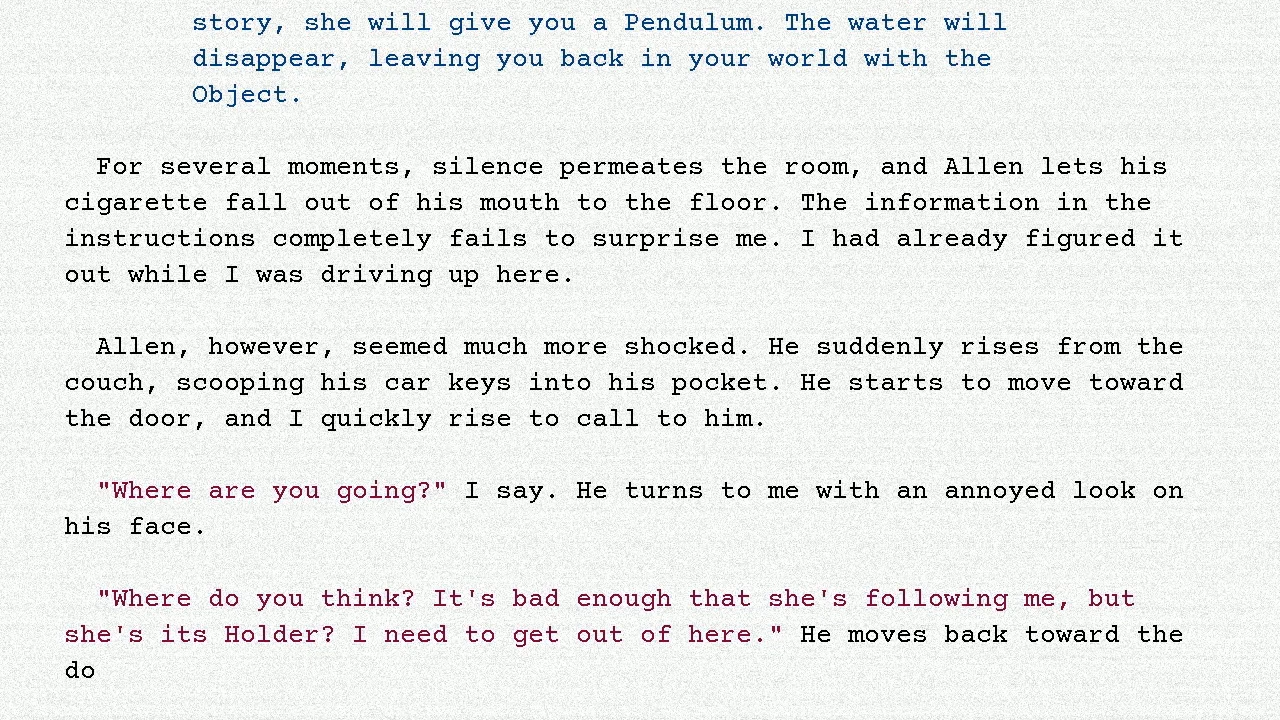 story, she will give you a Pendulum. The water will
disappear, leaving you back in your world with the
Object.
For several moments, silence permeates the room, and Allen lets his
cigarette fall out of his mouth to the floor. The information in the
instructions completely fails to surprise me. I had already figured it
out while I was driving up here.
Allen, however, seemed much more shocked. He suddenly rises from the
couch, scooping his car keys into his pocket. He starts to move toward
the door, and I quickly rise to call to him.
"Where are you going?" I say. He turns to me with an annoyed look on
his face.
"Where do you think? It's bad enough that she's following me, but
she's its Holder? I need to get out of here." He moves back toward the
do